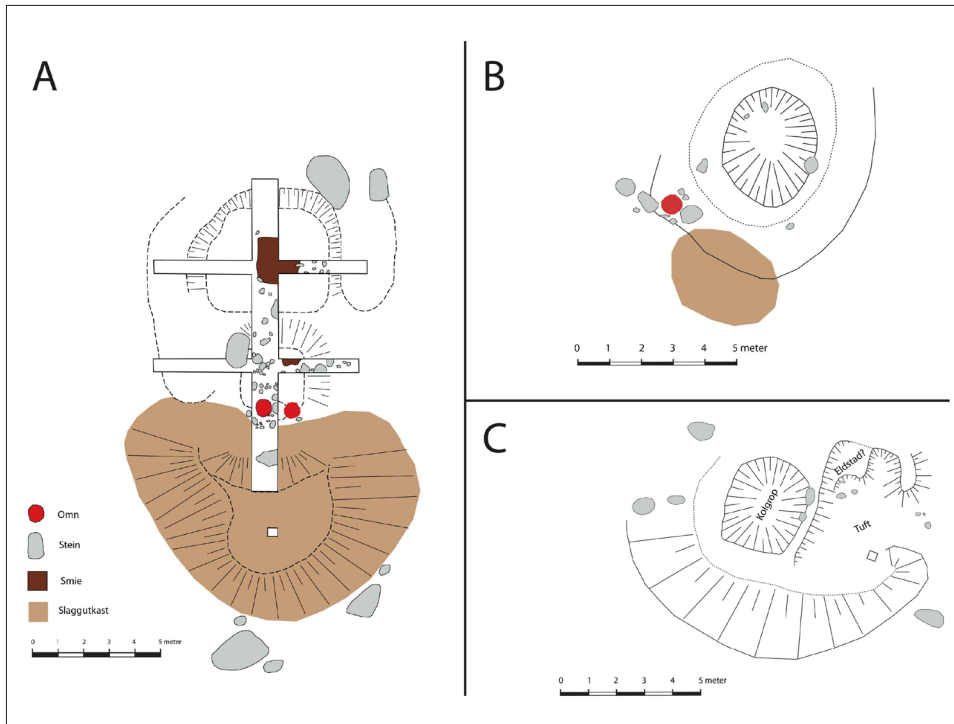 A
Omn
Stein
Smie
Slaggutkast
0 1 2 3 4 5 meter
B
0 1 2 3 4 5 meter
C
Eldstad?
Kolgrop
Tuft
0 1 2 3 4 5 meter